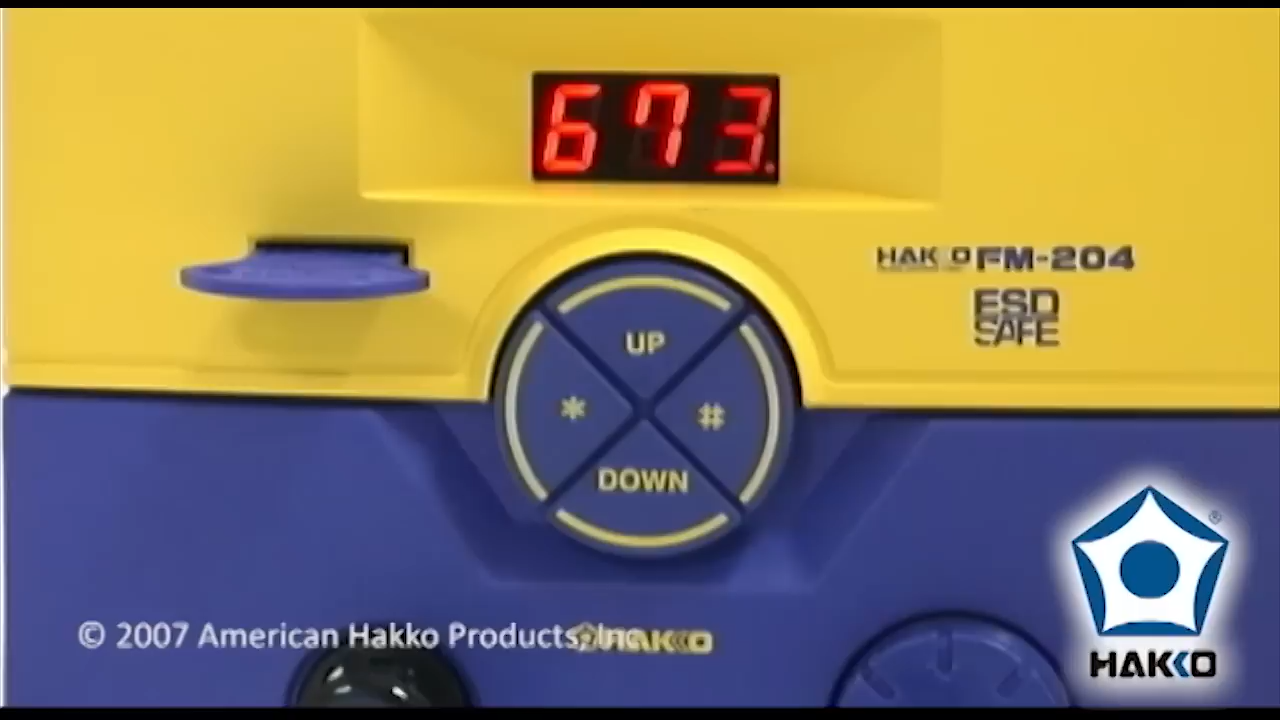 673.
HAKKO FM-204
ESD
SAFE
UP
* #
DOWN
© 2007 American Hakko Products, Inc.
HAKKO
®
HAKKO